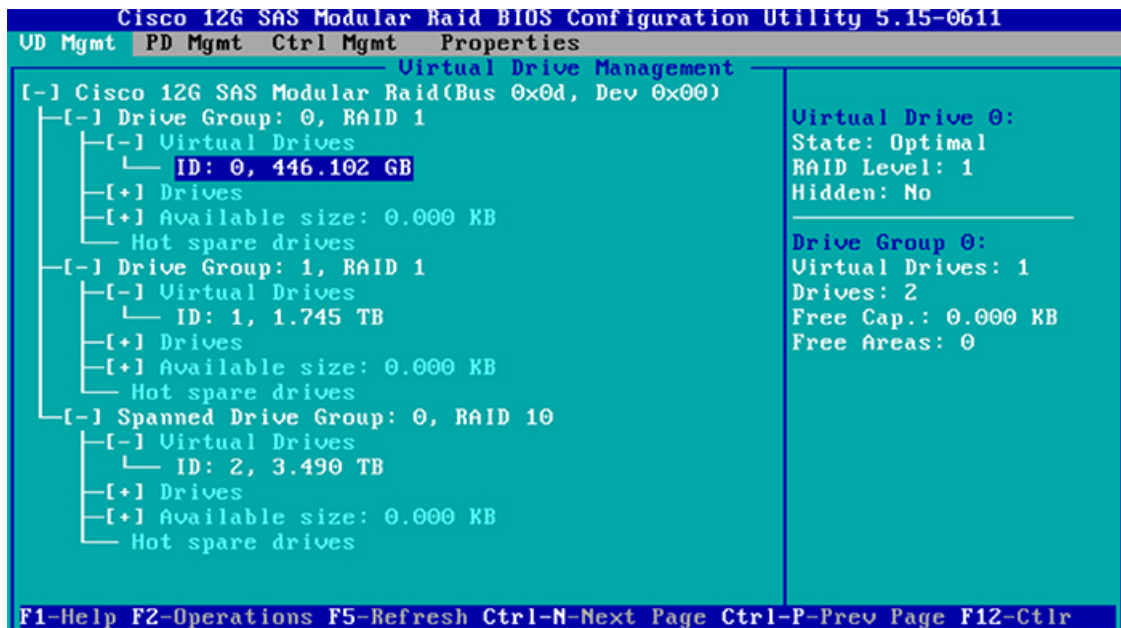 Cisco 12G SAS Modular Raid BIOS Configuration Utility 5.15-0611
VD Mgmt PD Mgmt Ctrl Mgmt Properties
Virtual Drive Management
[-] Cisco 12G SAS Modular Raid(Bus 0x0d, Dev 0x00)
[-] Drive Group: 0, RAID 1
[-] Virtual Drives
ID: 0, 446.102 GB
[+] Drives
[+] Available size: 0.000 KB
Hot spare drives
[-] Drive Group: 1, RAID 1
[-] Virtual Drives
ID: 1, 1.745 TB
[+] Drives
[+] Available size: 0.000 KB
Hot spare drives
[-] Spanned Drive Group: 0, RAID 10
[-] Virtual Drives
ID: 2, 3.490 TB
[+] Drives
[+] Available size: 0.000 KB
Hot spare drives
Virtual Drive 0:
State: Optimal
RAID Level: 1
Hidden: No
Drive Group 0:
Virtual Drives: 1
Drives: 2
Free Cap.: 0.000 KB
Free Areas: 0
F1-Help F2-Operations F5-Refresh Ctrl-N-Next Page Ctrl-P-Prev Page F12-Ctlr